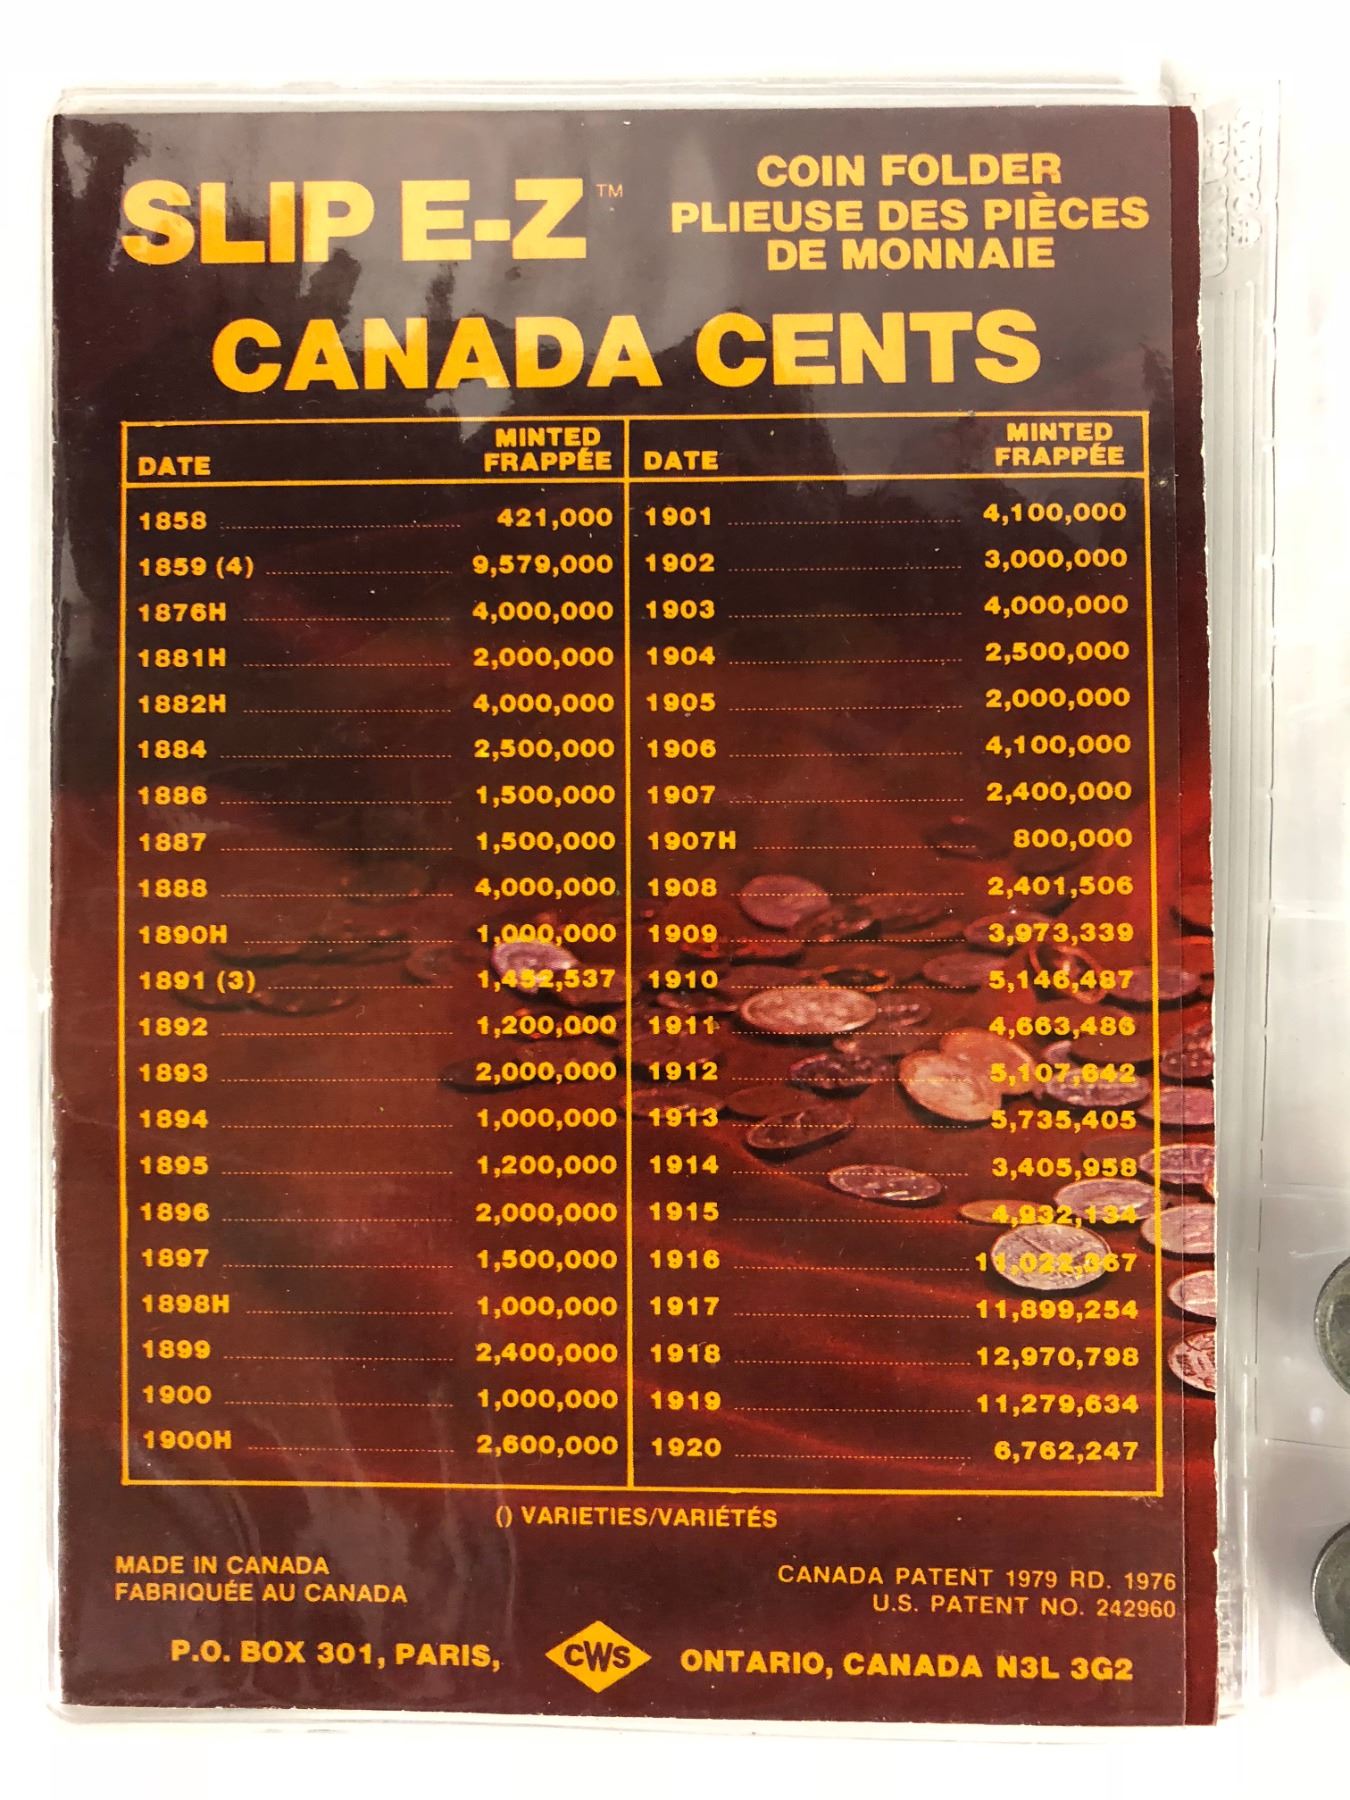 SLIP E-Z™
COIN FOLDER
PLIEUSE DES PIÈCES
DE MONNAIE
CANADA CENTS
DATE MINTED FRAPPÉE DATE MINTED FRAPPÉE
1858 421,000 1901 4,100,000
1859 (4) 9,579,000 1902 3,000,000
1876H 4,000,000 1903 4,000,000
1881H 2,000,000 1904 2,500,000
1882H 4,000,000 1905 2,000,000
1884 2,500,000 1906 4,100,000
1886 1,500,000 1907 2,400,000
1887 1,500,000 1907H 800,000
1888 4,000,000 1908 2,401,506
1890H 1,000,000 1909 3,973,339
1891 (3) 1,452,537 1910 5,146,487
1892 1,200,000 1911 4,663,486
1893 2,000,000 1912 5,107,642
1894 1,000,000 1913 5,735,405
1895 1,200,000 1914 3,405,958
1896 2,000,000 1915 4,932,134
1897 1,500,000 1916 11,022,367
1898H 1,000,000 1917 11,899,254
1899 2,400,000 1918 12,970,798
1900 1,000,000 1919 11,279,634
1900H 2,600,000 1920 6,762,247
() VARIETIES/VARIÉTÉS
MADE IN CANADA
FABRIQUÉE AU CANADA
CANADA PATENT 1979 RD. 1976
U.S. PATENT NO. 242960
P.O. BOX 301, PARIS, CWS ONTARIO, CANADA N3L 3G2